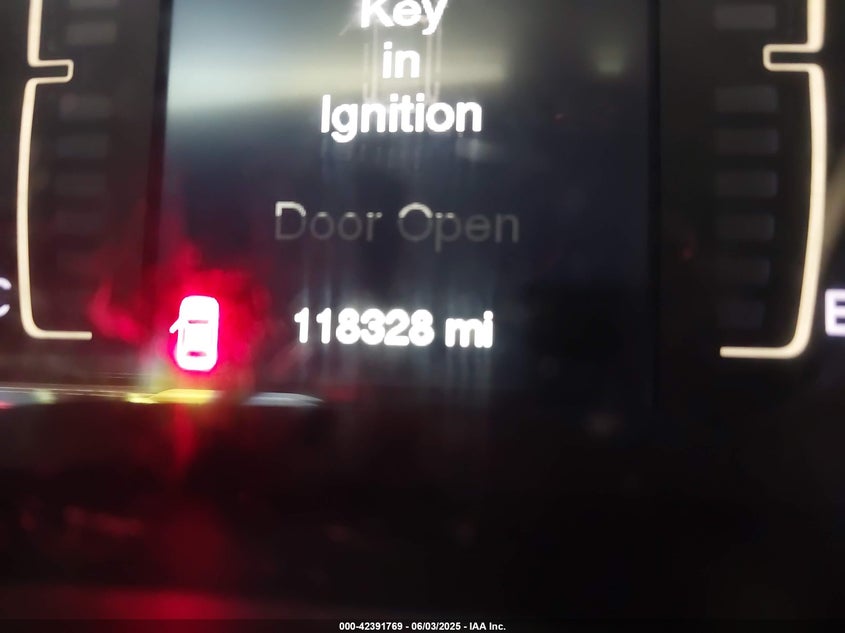 Key
in
Ignition
Door Open
118328 mi
C
E
000-42391769 - 06/03/2025 - IAA Inc.